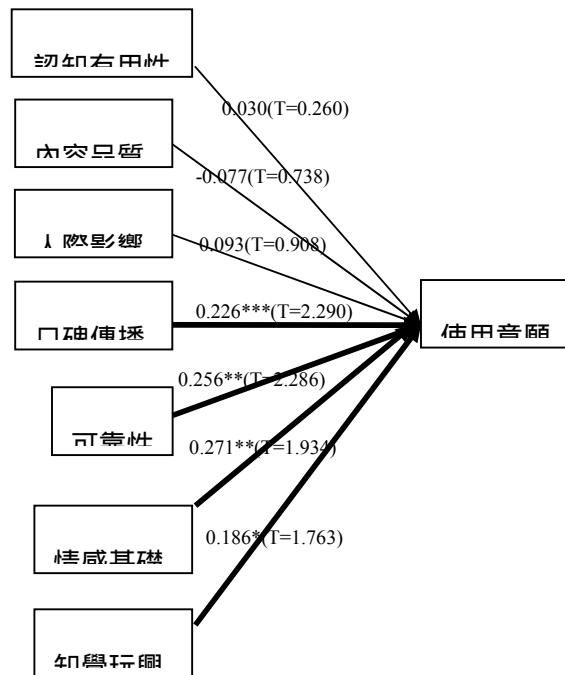 認知有用性
0.030(T=0.260)
內容品質
-0.077(T=0.738)
人際影響
0.093(T=0.908)
口碑傳播
0.226***(T=2.290)
使用意願
0.256**(T=2.286)
可靠性
0.271**(T=1.934)
情感基礎
0.186*(T=1.763)
知覺玩興